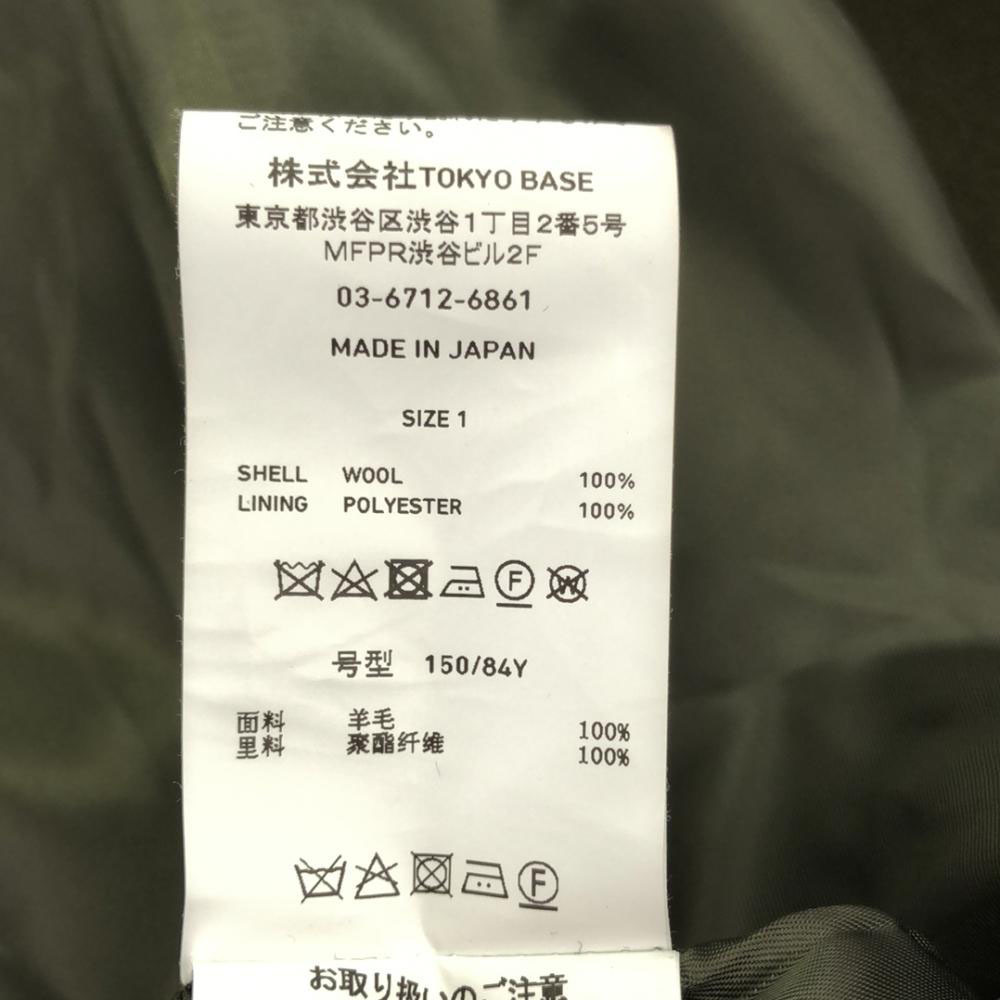 ご注意ください。
株式会社TOKYO BASE
東京都渋谷区渋谷1丁目2番5号
MFPR渋谷ビル2F
03-6712-6861
MADE IN JAPAN
SIZE 1
SHELL WOOL 100%
LINING POLYESTER 100%
F W
号型 150/84Y
面料 羊毛 100%
里料 聚酯纤维 100%
F
お取り扱いのご注意